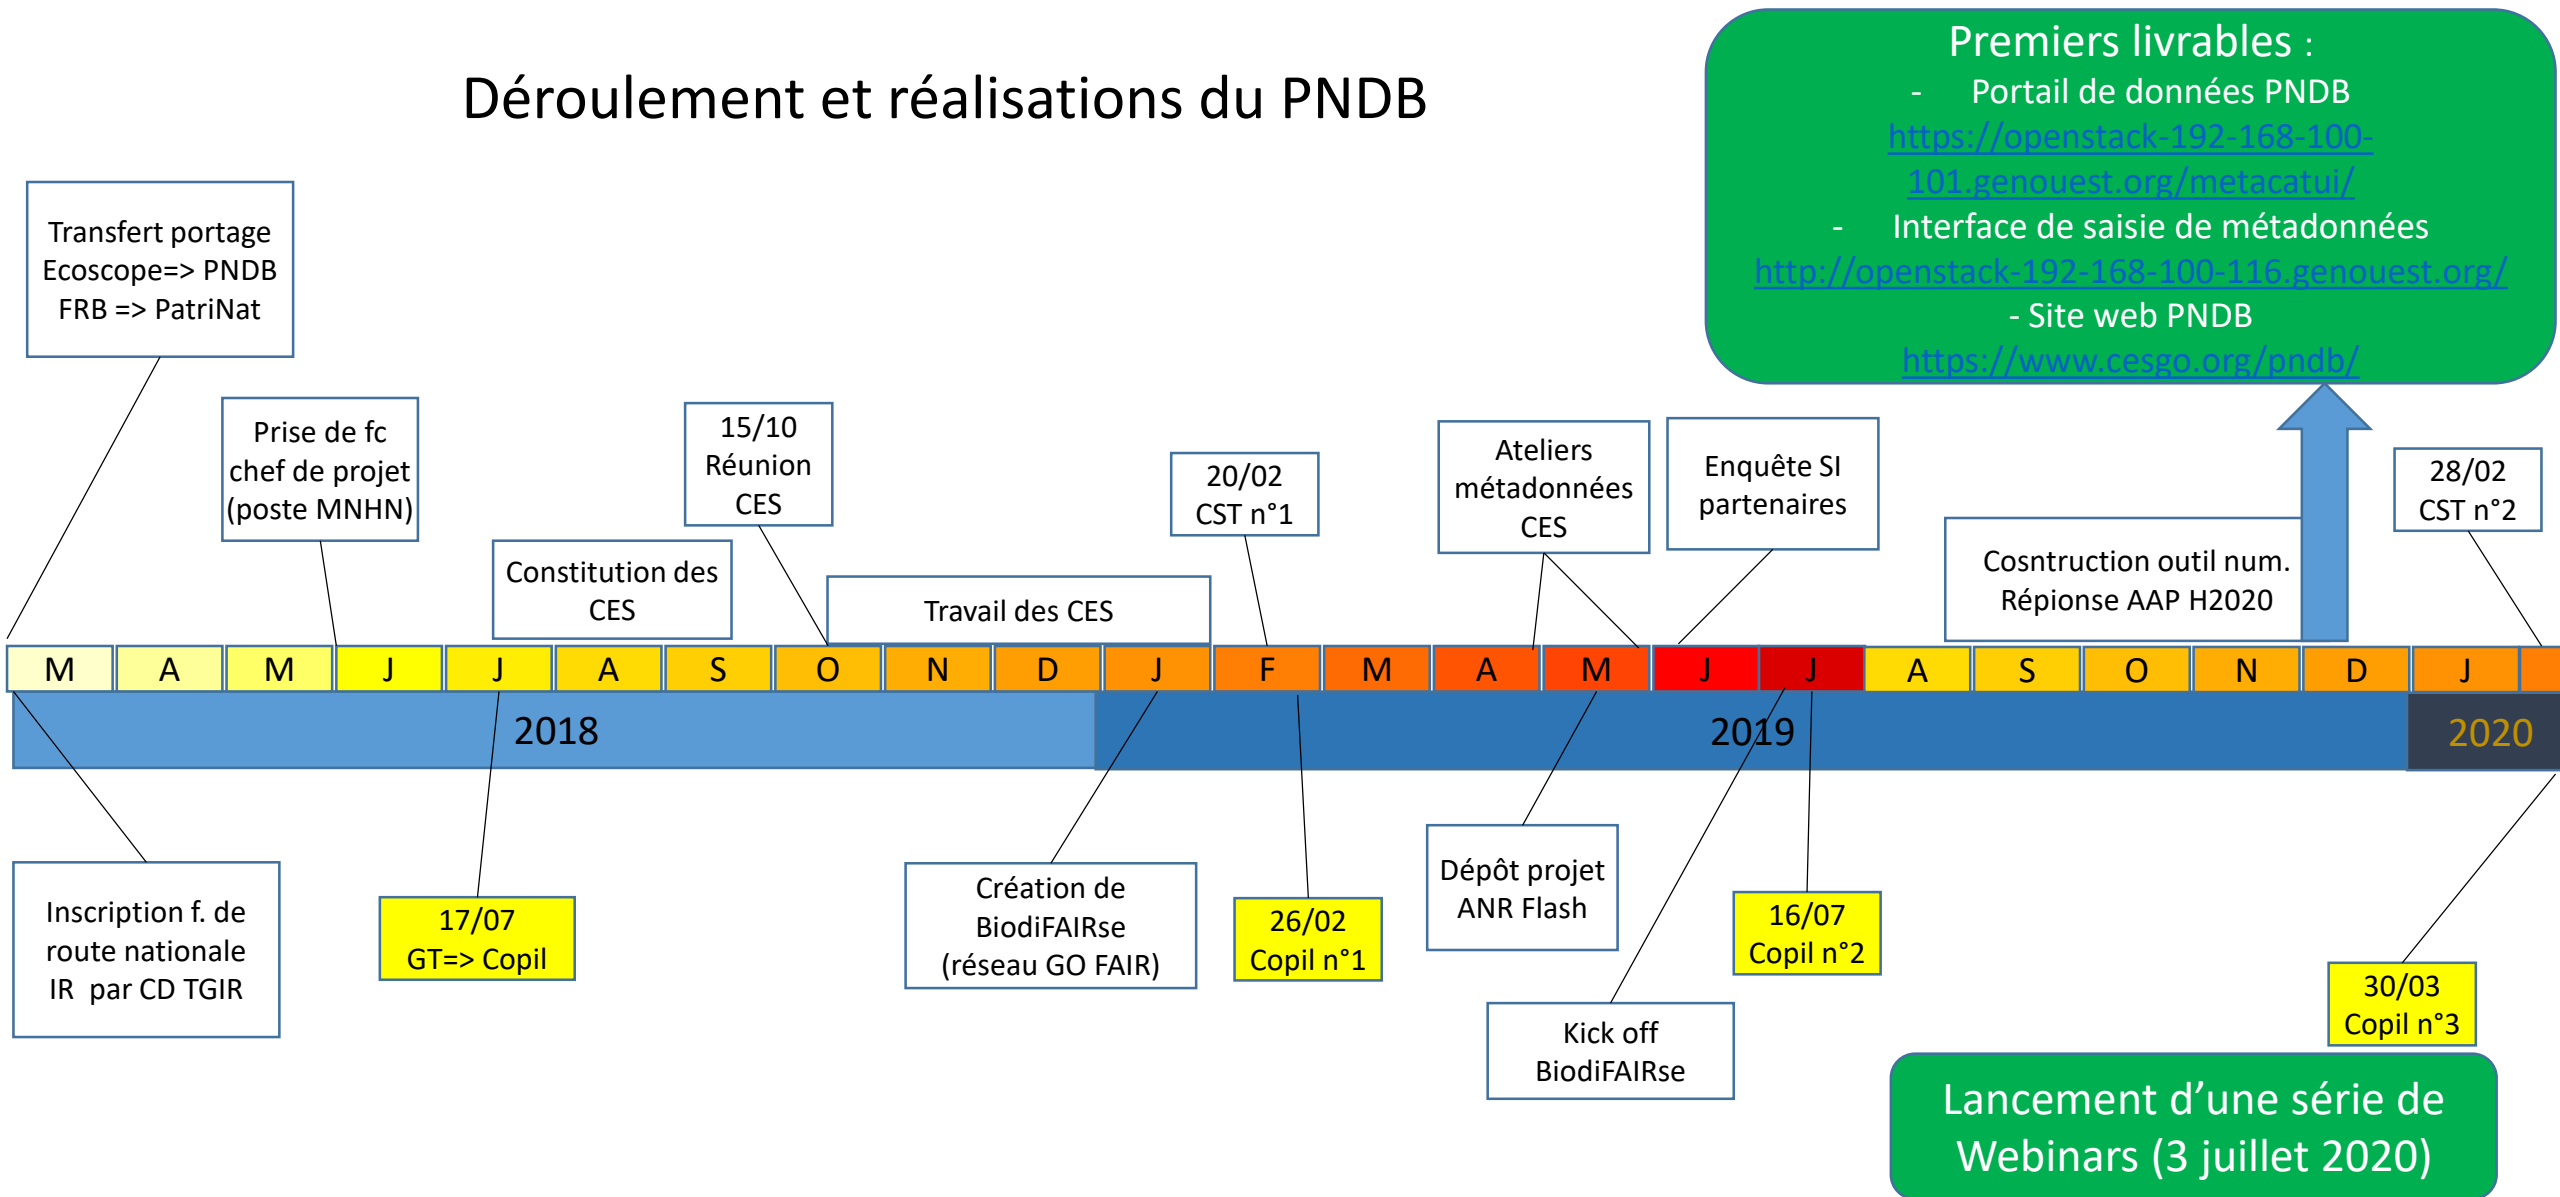 Déroulement et réalisations du PNDB
Premiers livrables :
- Portail de données PNDB
https://openstack-192-168-100-
101.genouest.org/metacatui/
- Interface de saisie de métadonnées
http://openstack-192-168-100-116.genouest.org/
- Site web PNDB
https://www.cesgo.org/pndb/
Transfert portage
Ecoscope=> PNDB
FRB => PatriNat
Prise de fc
chef de projet
(poste MNHN)
Constitution des
CES
15/10
Réunion
CES
Travail des CES
20/02
CST n°1
Ateliers
métadonnées
CES
Enquête SI
partenaires
Cosntruction outil num.
Répionse AAP H2020
28/02
CST n°2
M A M J J A S O N D J F M A M J J A S O N D J
2018 2019 2020
Inscription f. de
route nationale
IR par CD TGIR
17/07
GT=> Copil
Création de
BiodiFAIRse
(réseau GO FAIR)
26/02
Copil n°1
Dépôt projet
ANR Flash
Kick off
BiodiFAIRse
16/07
Copil n°2
30/03
Copil n°3
Lancement d’une série de
Webinars (3 juillet 2020)